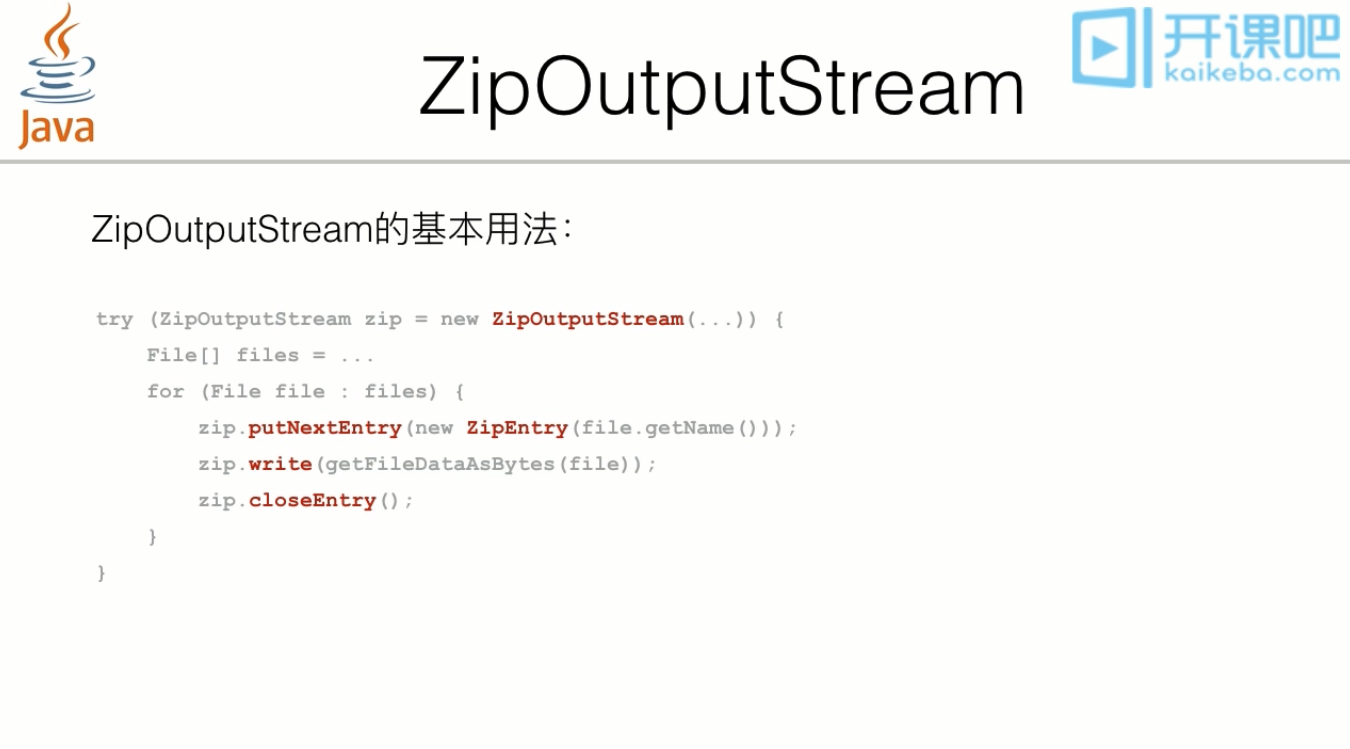 Java
ZipOutputStream
开课吧
kaikeba.com
ZipOutputStream的基本用法：
try (ZipOutputStream zip = new ZipOutputStream(...)) {
    File[] files = ...
    for (File file : files) {
        zip.putNextEntry(new ZipEntry(file.getName()));
        zip.write(getFileDataAsBytes(file));
        zip.closeEntry();
    }
}